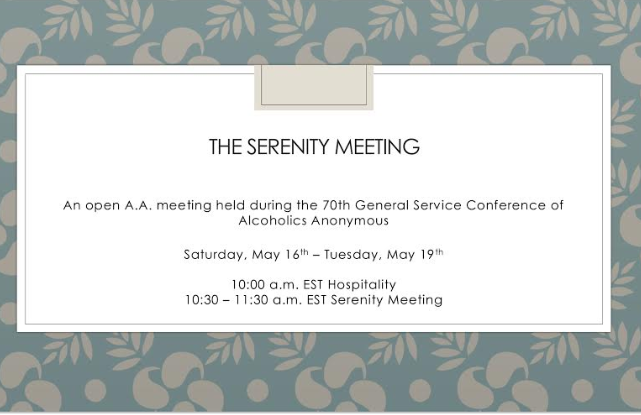 THE SERENITY MEETING
An open A.A. meeting held during the 70th General Service Conference of
Alcoholics Anonymous
Saturday, May 16th – Tuesday, May 19th
10:00 a.m. EST Hospitality
10:30 – 11:30 a.m. EST Serenity Meeting